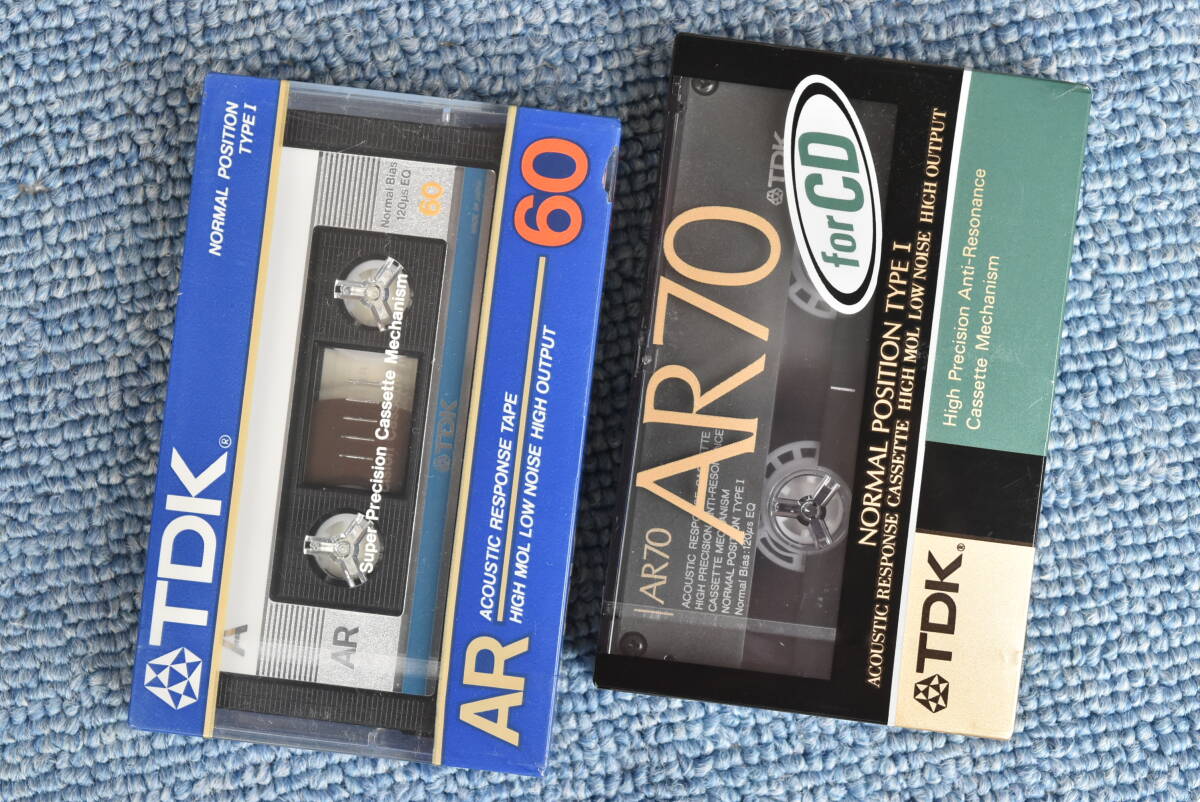 NORMAL POSITION
TYPE I
TDK®
Normal Bias
120µs EQ
60
A
AR
Super Precision Cassette Mechanism
TDK
AR
60
ACOUSTIC RESPONSE TAPE
HIGH MOL LOW NOISE HIGH OUTPUT
TDK
AR70
for CD
AR70
ACOUSTIC RESPONSE CASSETTE
HIGH PRECISION ANTI-RESONANCE
CASSETTE MECHANISM
NORMAL POSITION TYPE I
Normal Bias:120µs EQ
NORMAL POSITION TYPE I
ACOUSTIC RESPONSE CASSETTE HIGH MOL LOW NOISE HIGH OUTPUT
High Precision Anti-Resonance
Cassette Mechanism
TDK®